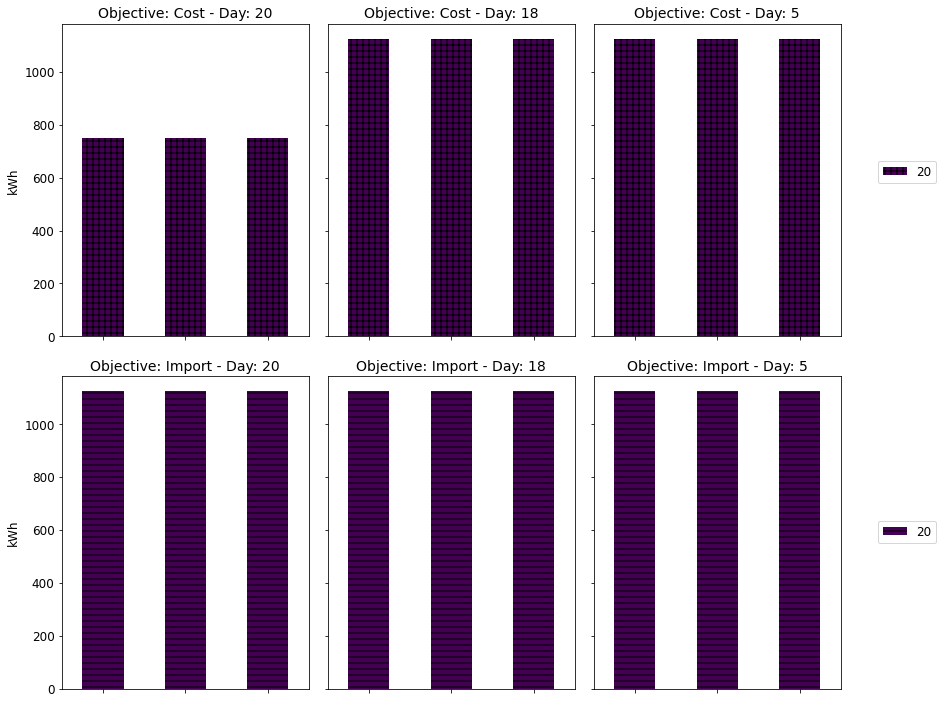 Objective: Cost - Day: 20
Objective: Cost - Day: 18
Objective: Cost - Day: 5
kWh
1000
800
600
400
200
0
20
Objective: Import - Day: 20
Objective: Import - Day: 18
Objective: Import - Day: 5
kWh
1000
800
600
400
200
0
20